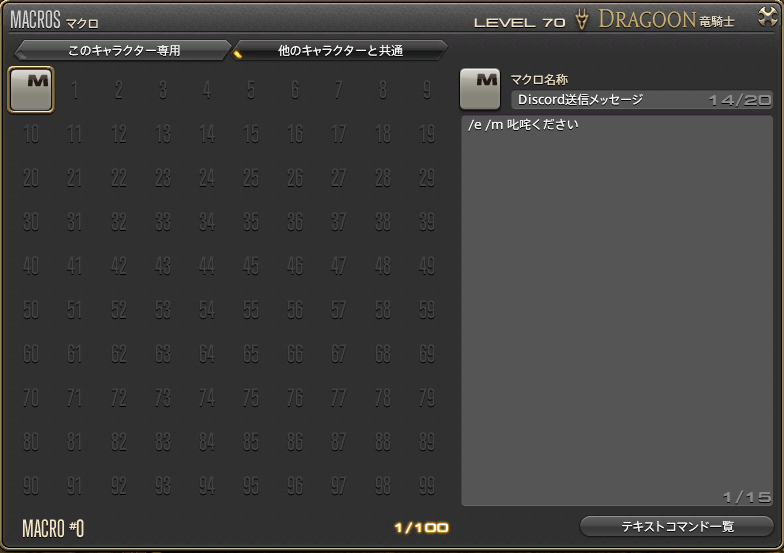 MACROS マクロ
LEVEL 70 DRAGOON 竜騎士
このキャラクター専用 他のキャラクターと共通
M 1 2 3 4 5 6 7 8 9
10 11 12 13 14 15 16 17 18 19
20 21 22 23 24 25 26 27 28 29
30 31 32 33 34 35 36 37 38 39
40 41 42 43 44 45 46 47 48 49
50 51 52 53 54 55 56 57 58 59
60 61 62 63 64 65 66 67 68 69
70 71 72 73 74 75 76 77 78 79
80 81 82 83 84 85 86 87 88 89
90 91 92 93 94 95 96 97 98 99
MACRO #0
1/100
M
マクロ名称
Discord送信メッセージ 14/20
/e /m 叱咤ください
1/15
テキストコマンド一覧